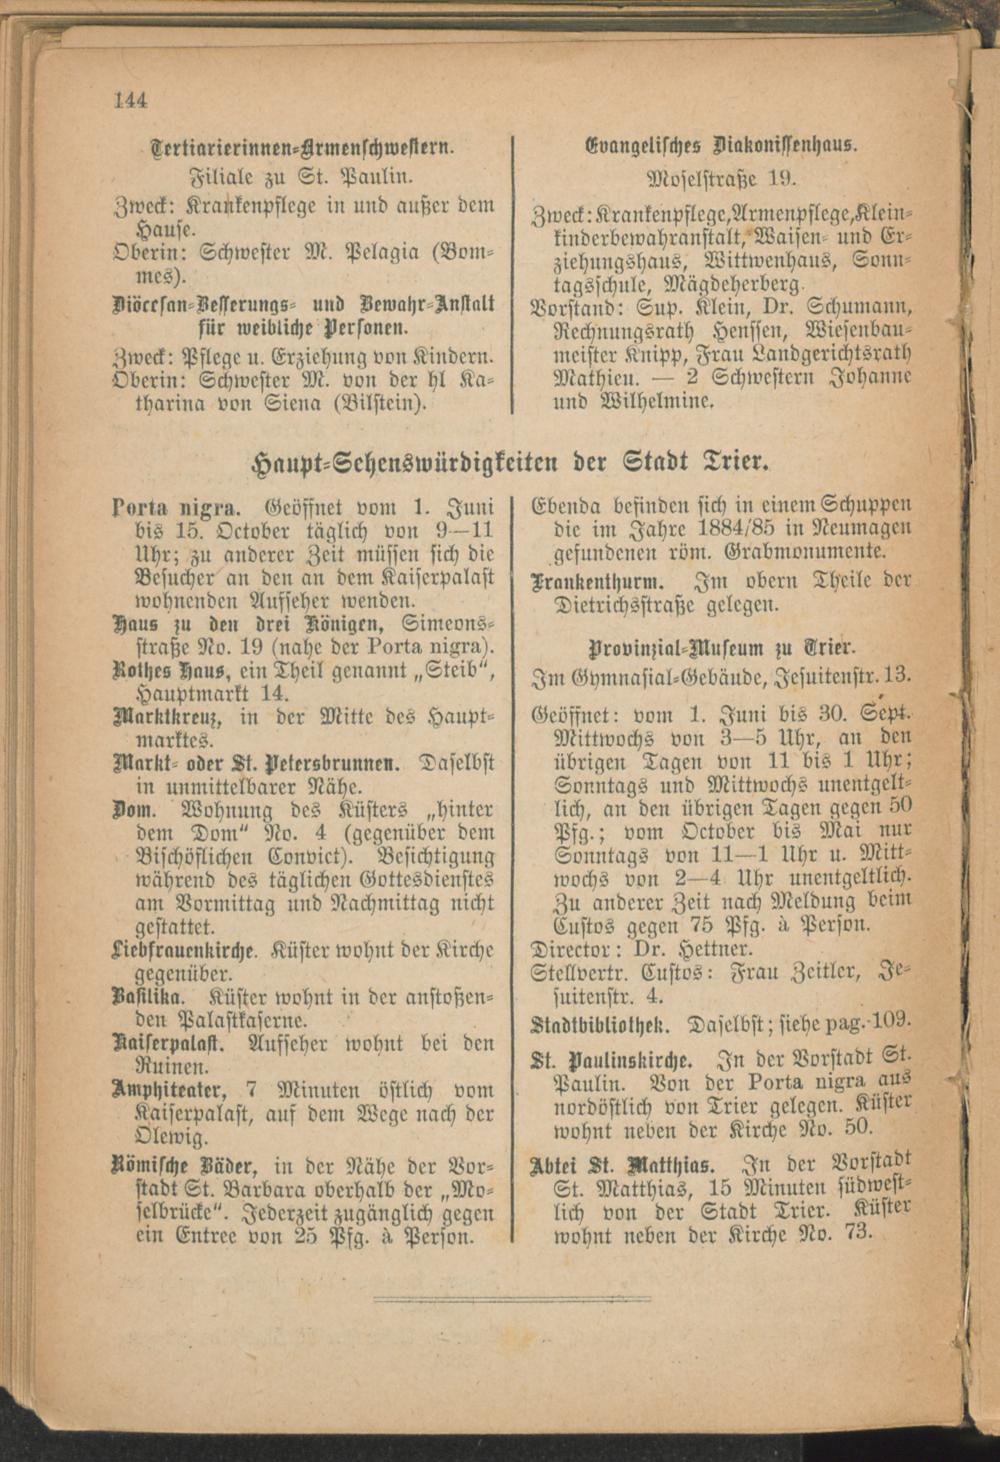 144
Tertiarierinnen-Armenschwestern.
Filiale zu St. Paulin.
Zweck: Krankenpflege in und außer dem
Hause.
Oberin: Schwester M. Pelagia (Bom-
mes).
Diöcesan-Besserungs- und Bewahr-Anstalt
für weibliche Personen.
Zweck: Pflege u. Erziehung von Kindern.
Oberin: Schwester M. von der hl Ka-
tharina von Siena (Bilstein).
Evangelisches Diakonissenhaus.
Moselstraße 19.
Zweck: Krankenpflege, Armenpflege, Klein-
kinderbewahranstalt, Waisen- und Er-
ziehungshaus, Wittwenhaus, Sonn-
tagsschule, Mägdeherberg.
Vorstand: Sup. Klein, Dr. Schumann,
Rechnungsrath Henssen, Wiesenbau-
meister Knipp, Frau Landgerichtsrath
Mathieu. — 2 Schwestern Johanne
und Wilhelmine.
Haupt-Sehenswürdigkeiten der Stadt Trier.
Porta nigra. Geöffnet vom 1. Juni
bis 15. October täglich von 9—11
Uhr; zu anderer Zeit müssen sich die
Besucher an den an dem Kaiserpalast
wohnenden Aufseher wenden.
Haus zu den drei Königen, Simeons-
straße No. 19 (nahe der Porta nigra).
Rothes Haus, ein Theil genannt „Steib“,
Hauptmarkt 14.
Marktkreuz, in der Mitte des Haupt-
marktes.
Markt- oder St. Petersbrunnen. Daselbst
in unmittelbarer Nähe.
Dom. Wohnung des Küsters „hinter
dem Dom“ No. 4 (gegenüber dem
Bischöflichen Convict). Besichtigung
während des täglichen Gottesdienstes
am Vormittag und Nachmittag nicht
gestattet.
Liebfrauenkirche. Küster wohnt der Kirche
gegenüber.
Basilika. Küster wohnt in der anstoßen-
den Palastkaserne.
Kaiserpalast. Aufseher wohnt bei den
Ruinen.
Amphiteater, 7 Minuten östlich vom
Kaiserpalast, auf dem Wege nach der
Olewig.
Römische Bäder, in der Nähe der Vor-
stadt St. Barbara oberhalb der „Mo-
selbrücke“. Jederzeit zugänglich gegen
ein Entree von 25 Pfg. à Person.
Ebenda befinden sich in einem Schuppen
die im Jahre 1884/85 in Neumagen
gefundenen röm. Grabmonumente.
Frankenthurm. Im obern Theile der
Dietrichsstraße gelegen.
Provinzial-Museum zu Trier.
Im Gymnasial-Gebäude, Jesuitenstr. 13.
Geöffnet: vom 1. Juni bis 30. Sept.
Mittwochs von 3—5 Uhr, an den
übrigen Tagen von 11 bis 1 Uhr;
Sonntags und Mittwochs unentgelt-
lich, an den übrigen Tagen gegen 50
Pfg.; vom October bis Mai nur
Sonntags von 11—1 Uhr u. Mitt-
wochs von 2—4 Uhr unentgeltlich.
Zu anderer Zeit nach Meldung beim
Custos gegen 75 Pfg. à Person.
Director: Dr. Hettner.
Stellvertr. Custos: Frau Zeitler, Je-
suitenstr. 4.
Stadtbibliothek. Daselbst; siehe pag. 109.
St. Paulinskirche. In der Vorstadt St.
Paulin. Von der Porta nigra aus
nordöstlich von Trier gelegen. Küster
wohnt neben der Kirche No. 50.
Abtei St. Matthias. In der Vorstadt
St. Matthias, 15 Minuten südwest-
lich von der Stadt Trier. Küster
wohnt neben der Kirche No. 73.